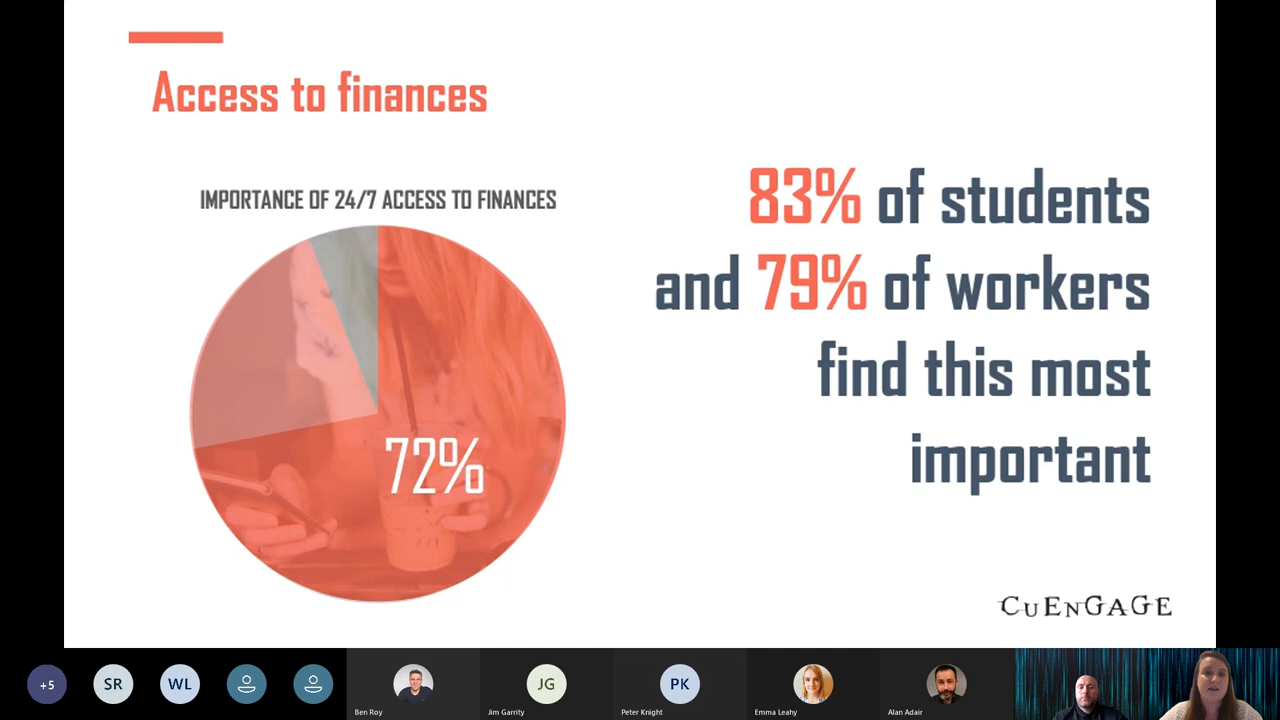 Access to finances
IMPORTANCE OF 24/7 ACCESS TO FINANCES
72%
83% of students
and 79% of workers
find this most
important
CUENGAGE
+5
SR
WL
Ben Roy
JG
Jim Garrity
PK
Peter Knight
Emma Leahy
Alan Adair